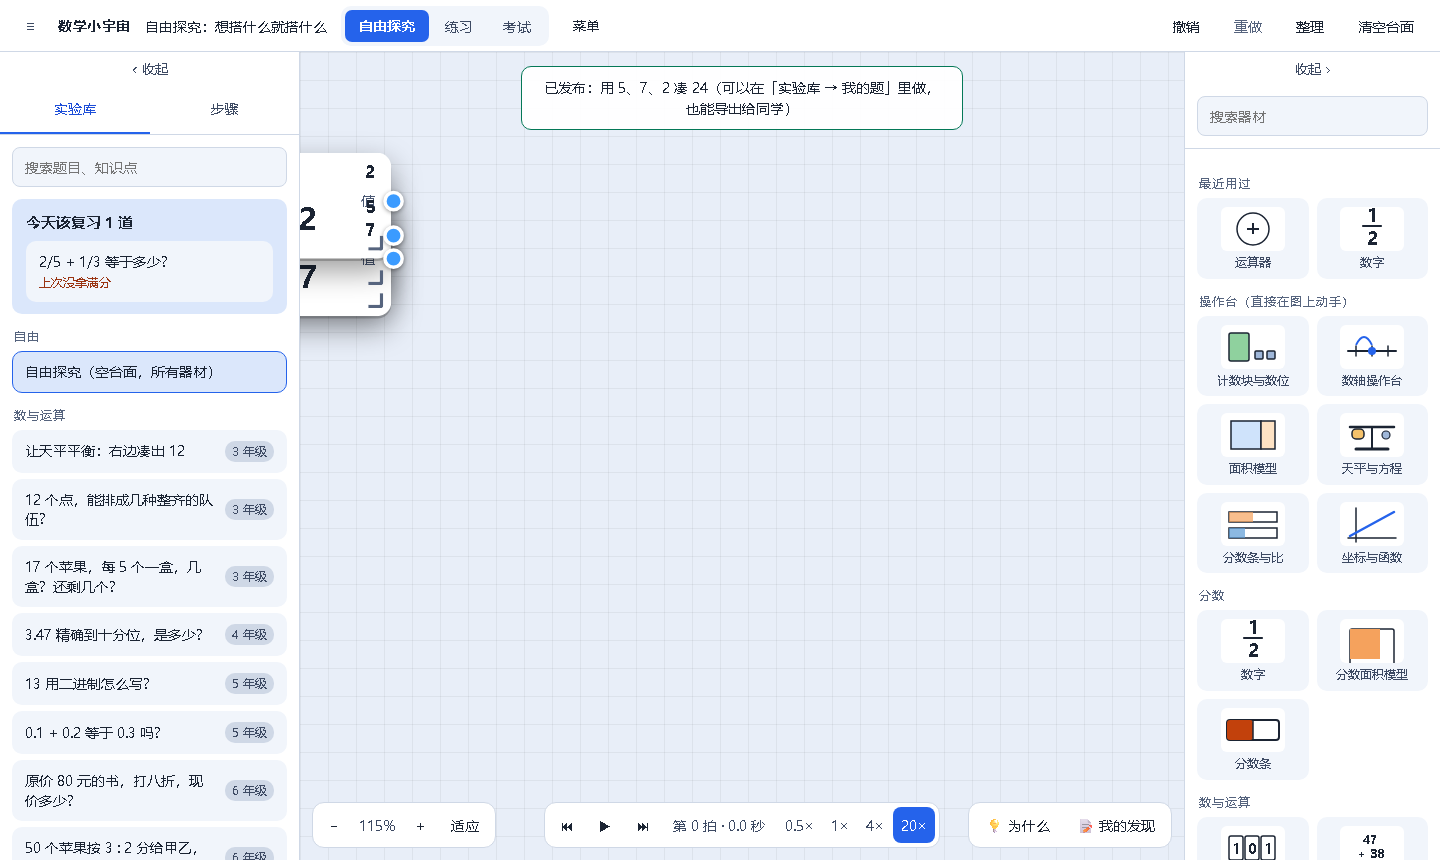 ≡ 数学小宇宙 自由探究：想搭什么就搭什么 自由探究 练习 考试 菜单 撤销 重做 整理 清空台面
‹ 收起
实验库 步骤
搜索题目、知识点
今天该复习 1 道
2/5 + 1/3 等于多少？
上次没拿满分
自由
自由探究（空台面，所有器材）
数与运算
让天平平衡：右边凑出 12 3 年级
12 个点，能排成几种整齐的队
伍？ 3 年级
17 个苹果，每 5 个一盒，几
盒？还剩几个？ 3 年级
3.47 精确到十分位，是多少？ 4 年级
13 用二进制怎么写？ 5 年级
0.1 + 0.2 等于 0.3 吗？ 5 年级
原价 80 元的书，打八折，现
价多少？ 6 年级
50 个苹果按 3 : 2 分给甲乙， 6 年级
已发布：用 5、7、2 凑 24（可以在「实验库 → 我的题」里做，
也能导出给同学）
2
值
5
2
7
值
7
− 115% + 适应
⏮ ▶ ⏭ 第 0 拍 · 0.0 秒 0.5× 1× 4× 20×
为什么 我的发现
收起 ›
搜索器材
最近用过
+ 1/2
运算器 数字
操作台（直接在图上动手）
计数块与数位 数轴操作台
面积模型 天平与方程
分数条与比 坐标与函数
分数
1/2
数字 分数面积模型
分数条
数与运算
1 0 1 47
+ 38